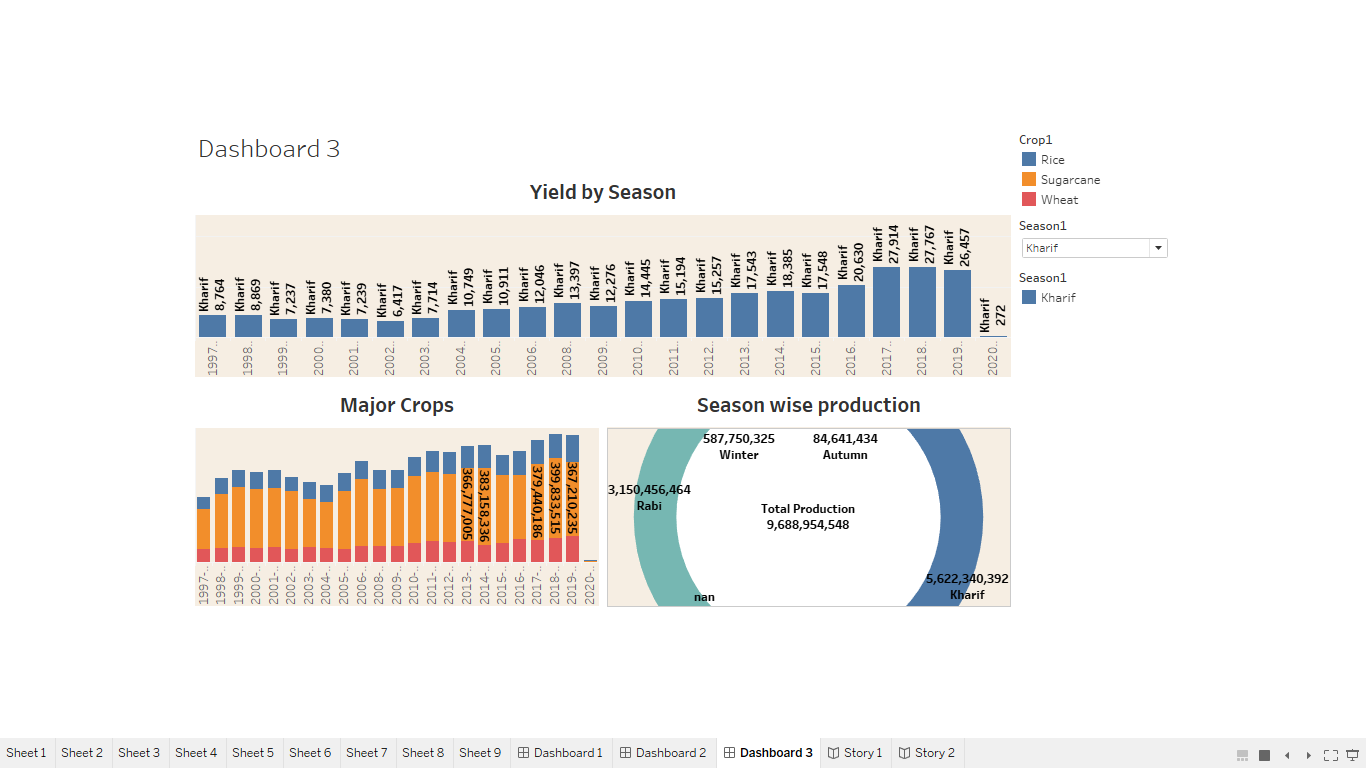 Dashboard 3
Yield by Season
Kharif
8,764
Kharif
8,869
Kharif
7,237
Kharif
7,380
Kharif
7,239
Kharif
6,417
Kharif
7,714
Kharif
10,749
Kharif
10,911
Kharif
12,046
Kharif
13,397
Kharif
12,276
Kharif
14,445
Kharif
15,194
Kharif
15,257
Kharif
17,543
Kharif
18,385
Kharif
17,548
Kharif
20,630
Kharif
27,914
Kharif
27,767
Kharif
26,457
Kharif
272
1997..
1998..
1999..
2000..
2001..
2002..
2003..
2004..
2005..
2006..
2008..
2009..
2010..
2011..
2012..
2013..
2014..
2015..
2016..
2017..
2018..
2019..
2020..
Crop1
Rice
Sugarcane
Wheat
Season1
Kharif
Season1
Kharif
Major Crops
366,777,005
383,158,336
379,440,186
399,833,515
367,210,235
1997-..
1998-..
1999-..
2000-..
2001-..
2002-..
2003-..
2004-..
2005-..
2006-..
2008-..
2009-..
2010-..
2011-..
2012-..
2013-..
2014-..
2015-..
2016-..
2017-..
2018-..
2019-..
2020-..
Season wise production
587,750,325
Winter
84,641,434
Autumn
3,150,456,464
Rabi
Total Production
9,688,954,548
5,622,340,392
Kharif
nan
Sheet 1
Sheet 2
Sheet 3
Sheet 4
Sheet 5
Sheet 6
Sheet 7
Sheet 8
Sheet 9
Dashboard 1
Dashboard 2
Dashboard 3
Story 1
Story 2